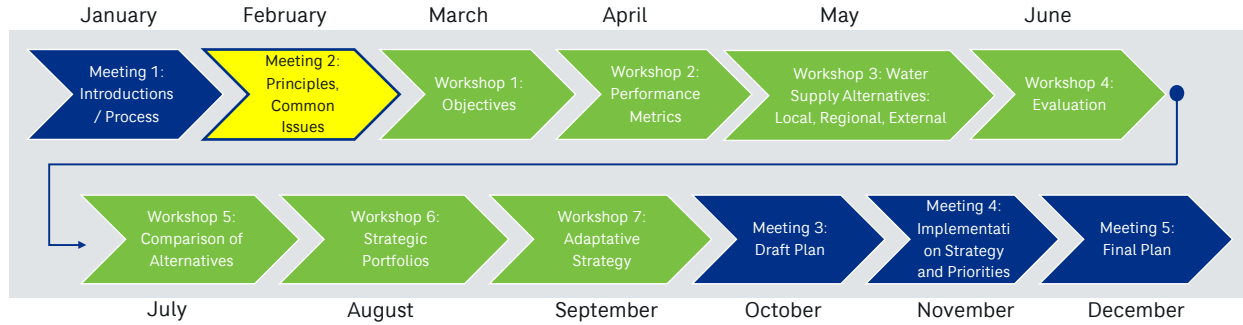 January February March April May June
Meeting 1:
Introductions
/ Process
Meeting 2:
Principles,
Common
Issues
Workshop 1:
Objectives
Workshop 2:
Performance
Metrics
Workshop 3: Water
Supply Alternatives:
Local, Regional, External
Workshop 4:
Evaluation
Workshop 5:
Comparison of
Alternatives
Workshop 6:
Strategic
Portfolios
Workshop 7:
Adaptative
Strategy
Meeting 3:
Draft Plan
Meeting 4:
Implementati
on Strategy
and Priorities
Meeting 5:
Final Plan
July August September October November December